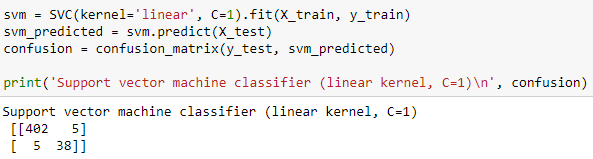 svm = SVC(kernel='linear', C=1).fit(X_train, y_train)
svm_predicted = svm.predict(X_test)
confusion = confusion_matrix(y_test, svm_predicted)

print('Support vector machine classifier (linear kernel, C=1)\n', confusion)
Support vector machine classifier (linear kernel, C=1)
 [[402   5]
 [  5  38]]